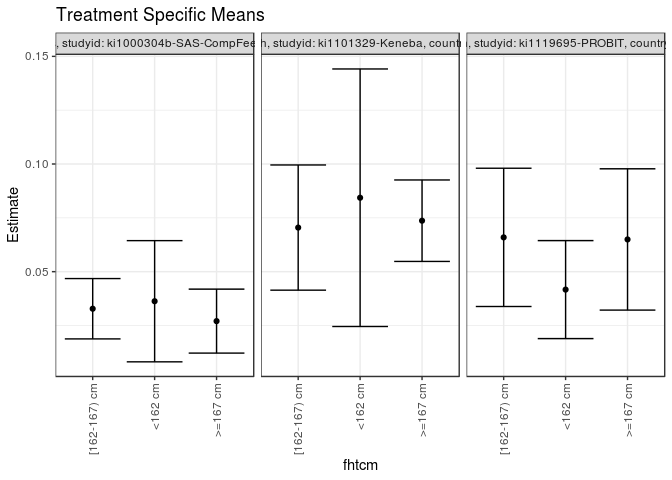 Treatment Specific Means
, studyid: ki1000304b-SAS-CompFee
n, studyid: ki1101329-Keneba, countr
, studyid: ki1119695-PROBIT, country
0.15
0.10
0.05
Estimate
[162-167) cm
<162 cm
>=167 cm
[162-167) cm
<162 cm
>=167 cm
[162-167) cm
<162 cm
>=167 cm
fhtcm